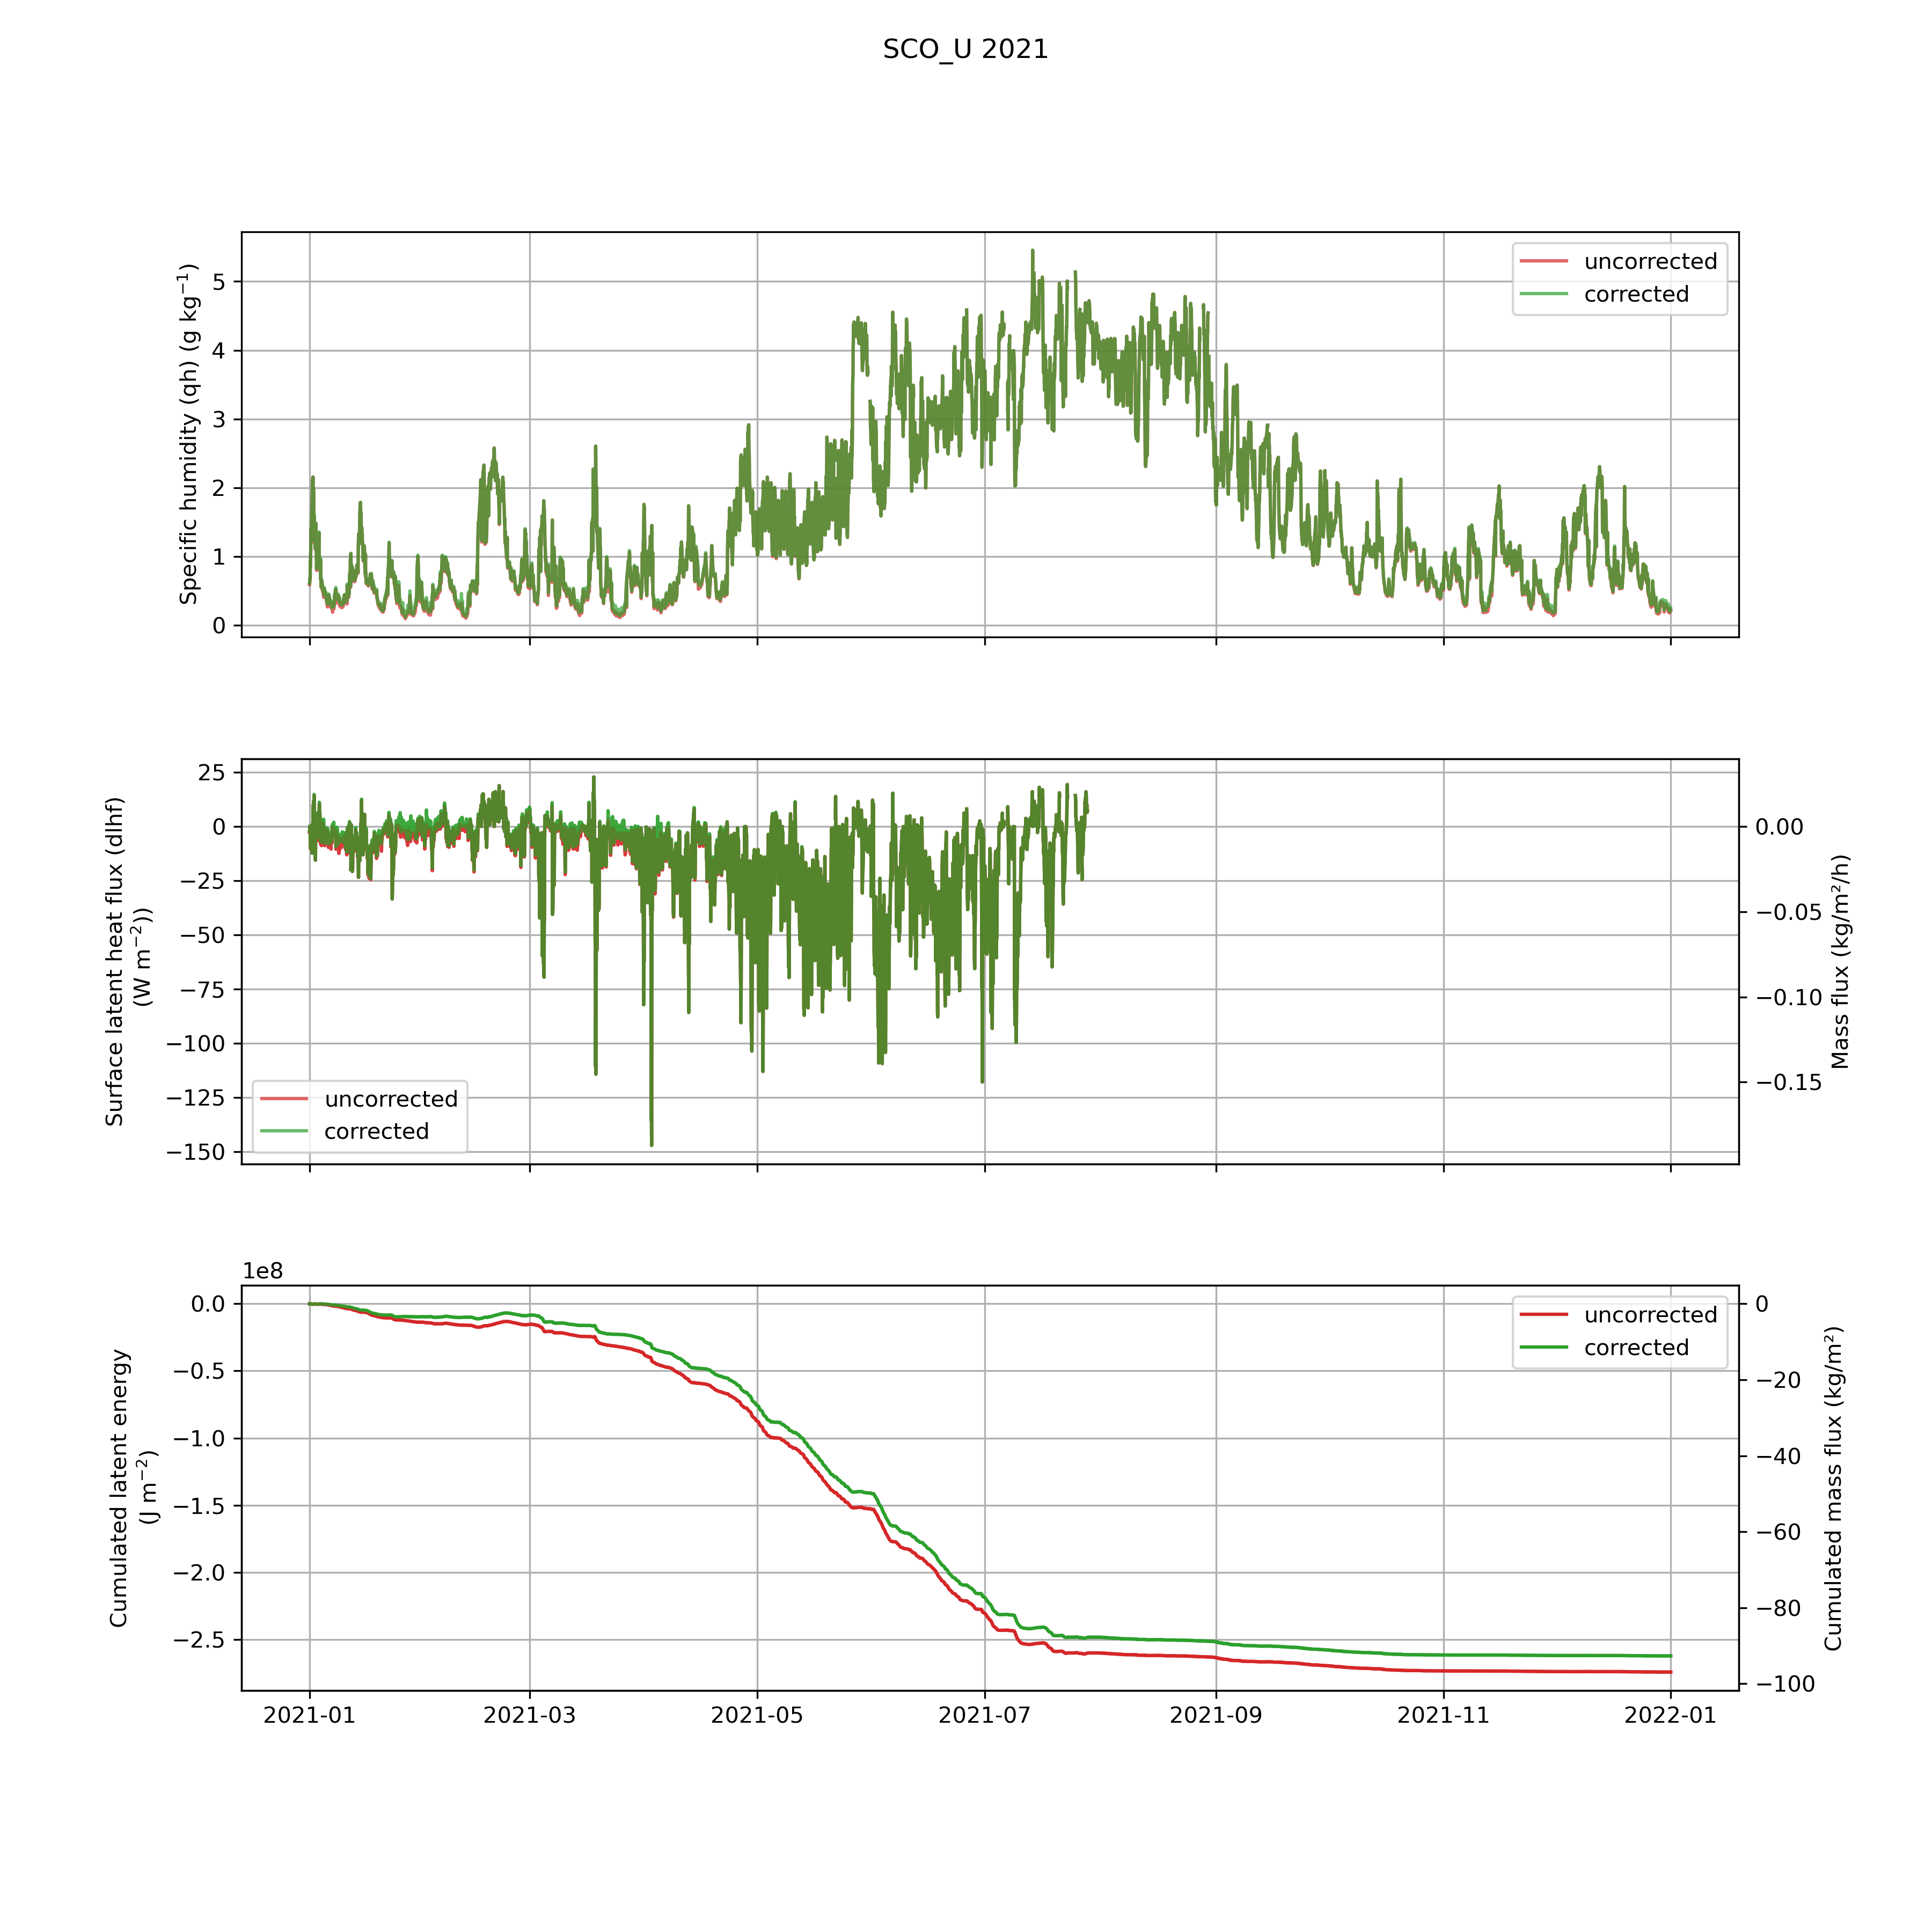 SCO_U 2021
Specific humidity (qh) (g kg⁻¹)
5
4
3
2
1
0
uncorrected
corrected
Surface latent heat flux (dlhf)
(W m⁻²))
25
0
−25
−50
−75
−100
−125
−150
uncorrected
corrected
0.00
−0.05
−0.10
−0.15
Mass flux (kg/m²/h)
1e8
Cumulated latent energy
(J m⁻²)
0.0
−0.5
−1.0
−1.5
−2.0
−2.5
uncorrected
corrected
0
−20
−40
−60
−80
−100
Cumulated mass flux (kg/m²)
2021-01 2021-03 2021-05 2021-07 2021-09 2021-11 2022-01